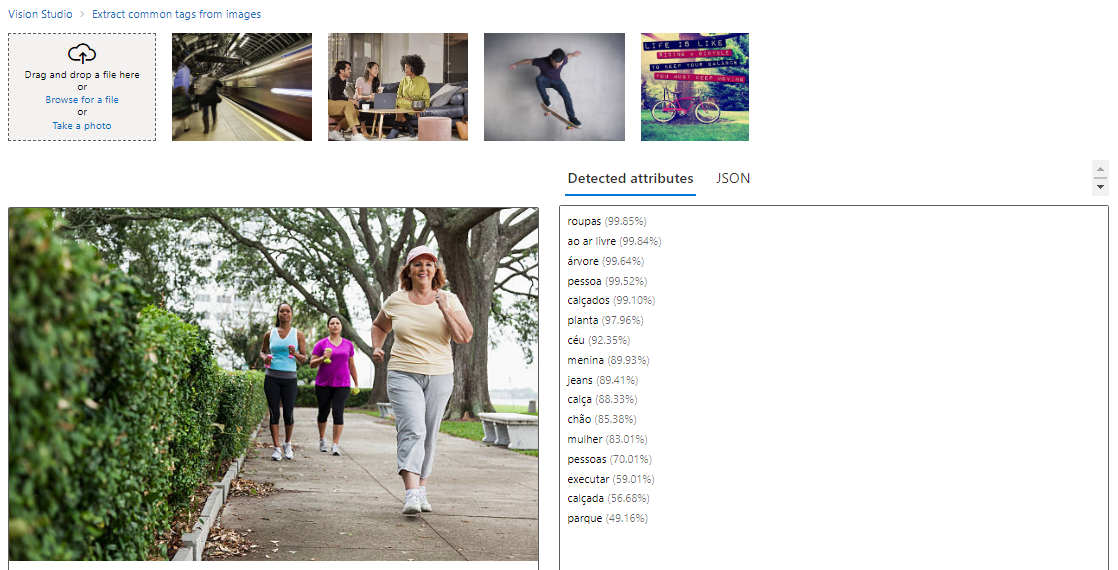 Vision Studio > Extract common tags from images
Drag and drop a file here
or
Browse for a file
or
Take a photo
LIFE IS LIKE
RIDING A BICYCLE
TO KEEP YOUR BALANCE
YOU MUST KEEP MOVING
Detected attributes JSON
roupas (99.85%)
ao ar livre (99.84%)
árvore (99.64%)
pessoa (99.52%)
calçados (99.10%)
planta (97.96%)
céu (92.35%)
menina (89.93%)
jeans (89.41%)
calça (88.33%)
chão (85.38%)
mulher (83.01%)
pessoas (70.01%)
executar (59.01%)
calçada (56.68%)
parque (49.16%)